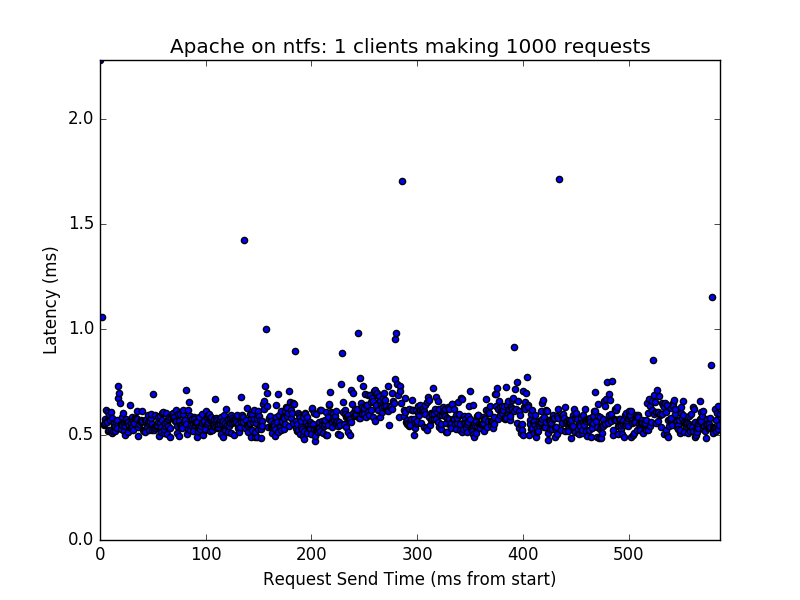 Apache on ntfs: 1 clients making 1000 requests
2.0
1.5
1.0
0.5
0.0
Latency (ms)
0 100 200 300 400 500
Request Send Time (ms from start)